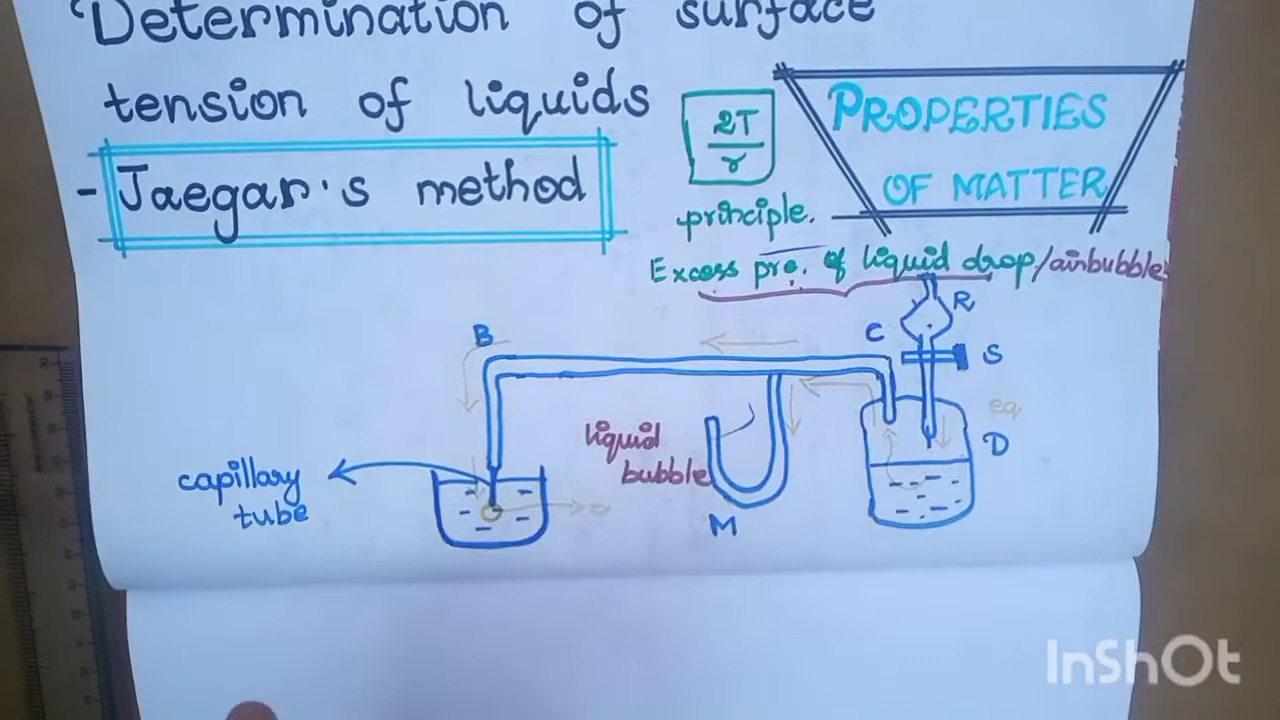 Determination of surface
tension of liquids
- Jaegar's method
2T
r
principle.
PROPERTIES
OF MATTER
Excess pre. of liquid drop/airbubble
B
C
R
S
eq
D
liquid
bubble
M
capillary
tube
InShOt